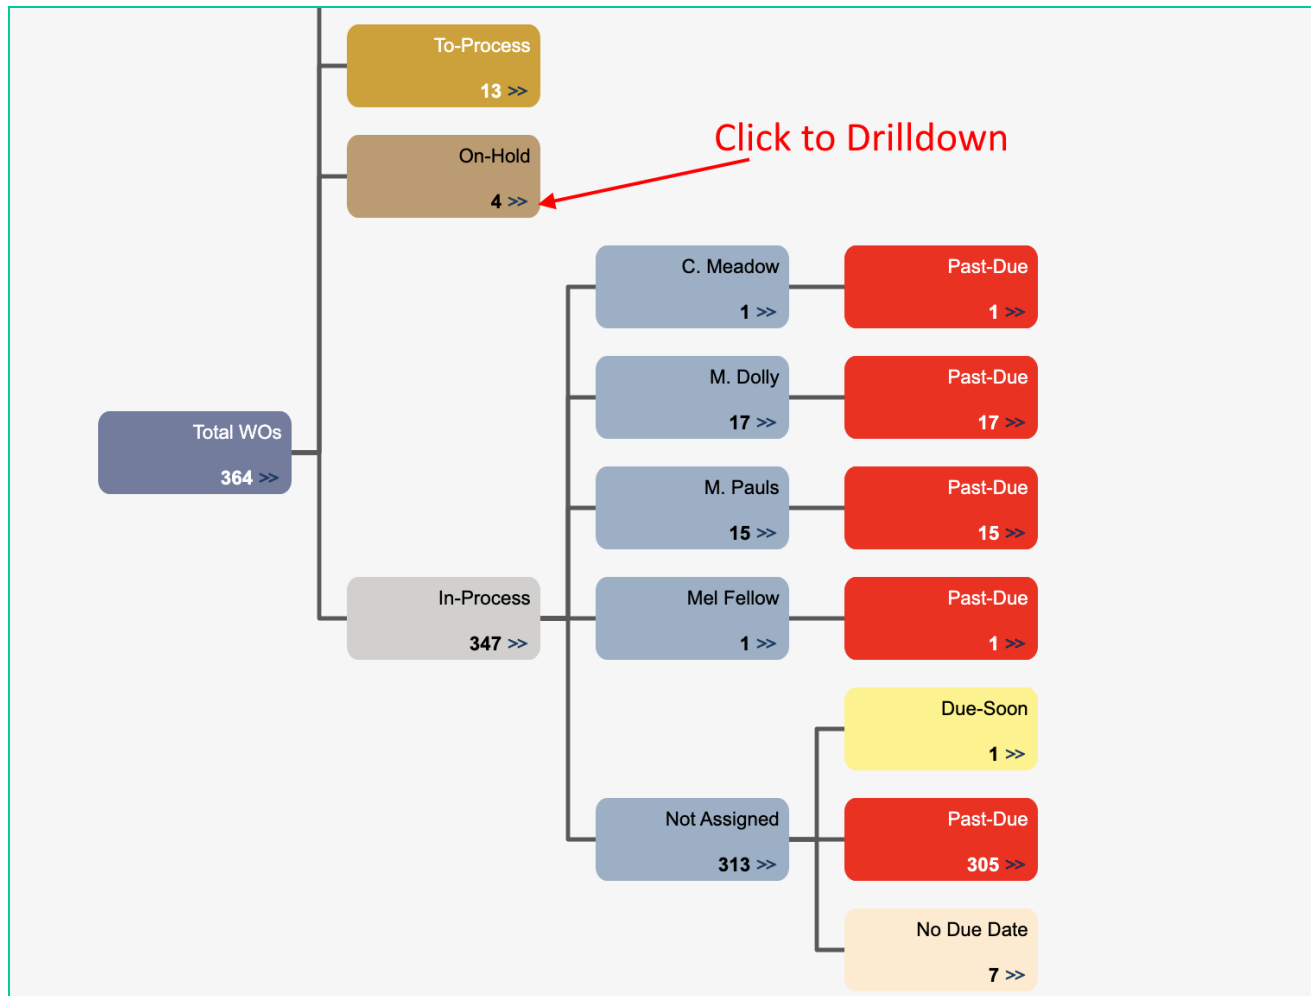 To-Process
13 >>
On-Hold
4 >>
Click to Drilldown
C. Meadow
1 >>
Past-Due
1 >>
M. Dolly
17 >>
Past-Due
17 >>
Total WOs
364 >>
M. Pauls
15 >>
Past-Due
15 >>
In-Process
347 >>
Mel Fellow
1 >>
Past-Due
1 >>
Due-Soon
1 >>
Not Assigned
313 >>
Past-Due
305 >>
No Due Date
7 >>